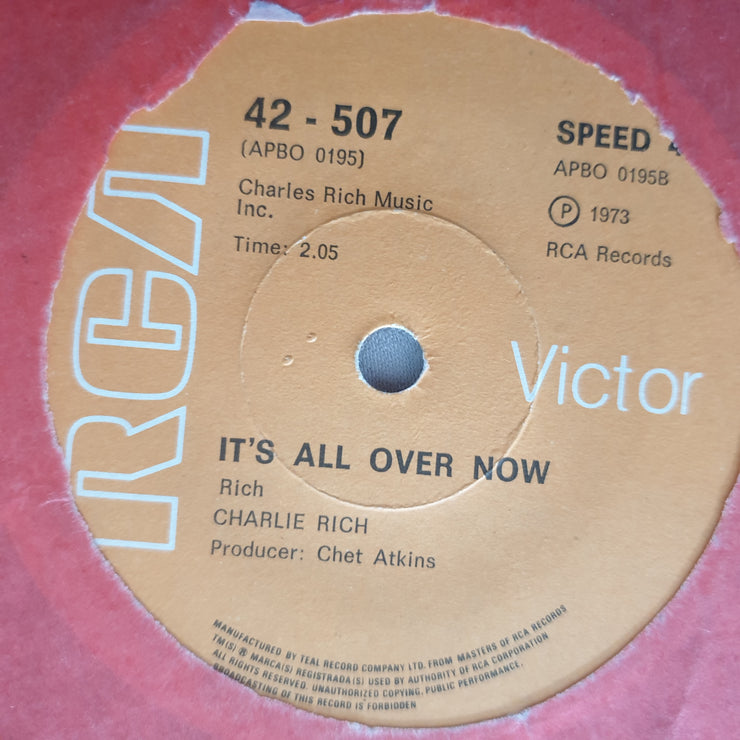 42 - 507
(APBO 0195)
Charles Rich Music
Inc.
Time: 2.05
SPEED 4
APBO 0195B
Ⓟ 1973
RCA Records
RCA
Victor
IT'S ALL OVER NOW
Rich
CHARLIE RICH
Producer: Chet Atkins
MANUFACTURED BY TEAL RECORD COMPANY LTD. FROM MASTERS OF RCA RECORDS
TM(S) ® MARCA(S) REGISTRADA(S) USED BY AUTHORITY OF RCA CORPORATION
ALL RIGHTS RESERVED. UNAUTHORIZED COPYING, PUBLIC PERFORMANCE,
BROADCASTING OF THIS RECORD IS FORBIDDEN